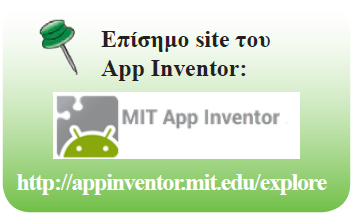 Επίσημο site του
App Inventor:
MIT App Inventor
http://appinventor.mit.edu/explore